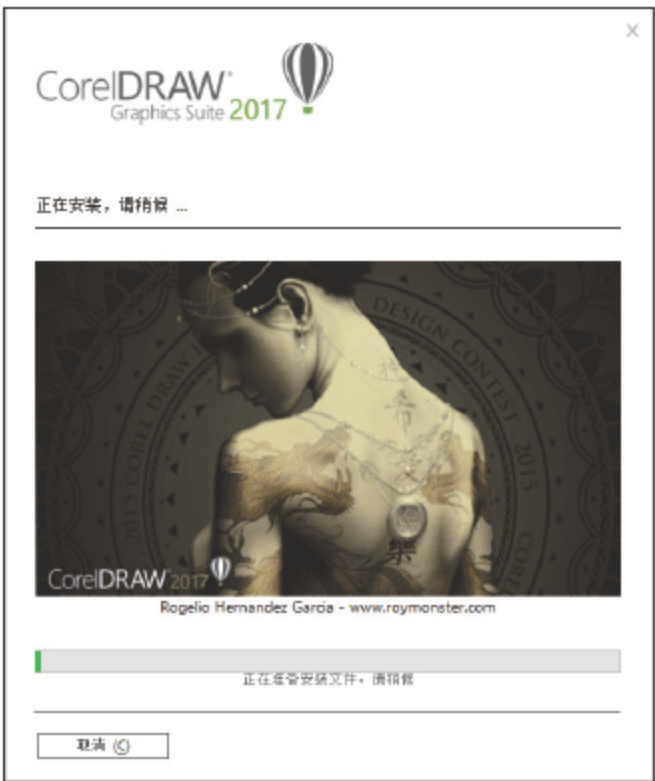 X
CorelDRAW®
Graphics Suite 2017
正在安装，请稍候 ...
DESIGN CONTEST · 2015
2015 COREL DRAW
CorelDRAW 2017
Rogelio Hernandez Garcia - www.roymonster.com
正在准备安装文件，请稍候
取消 (C)